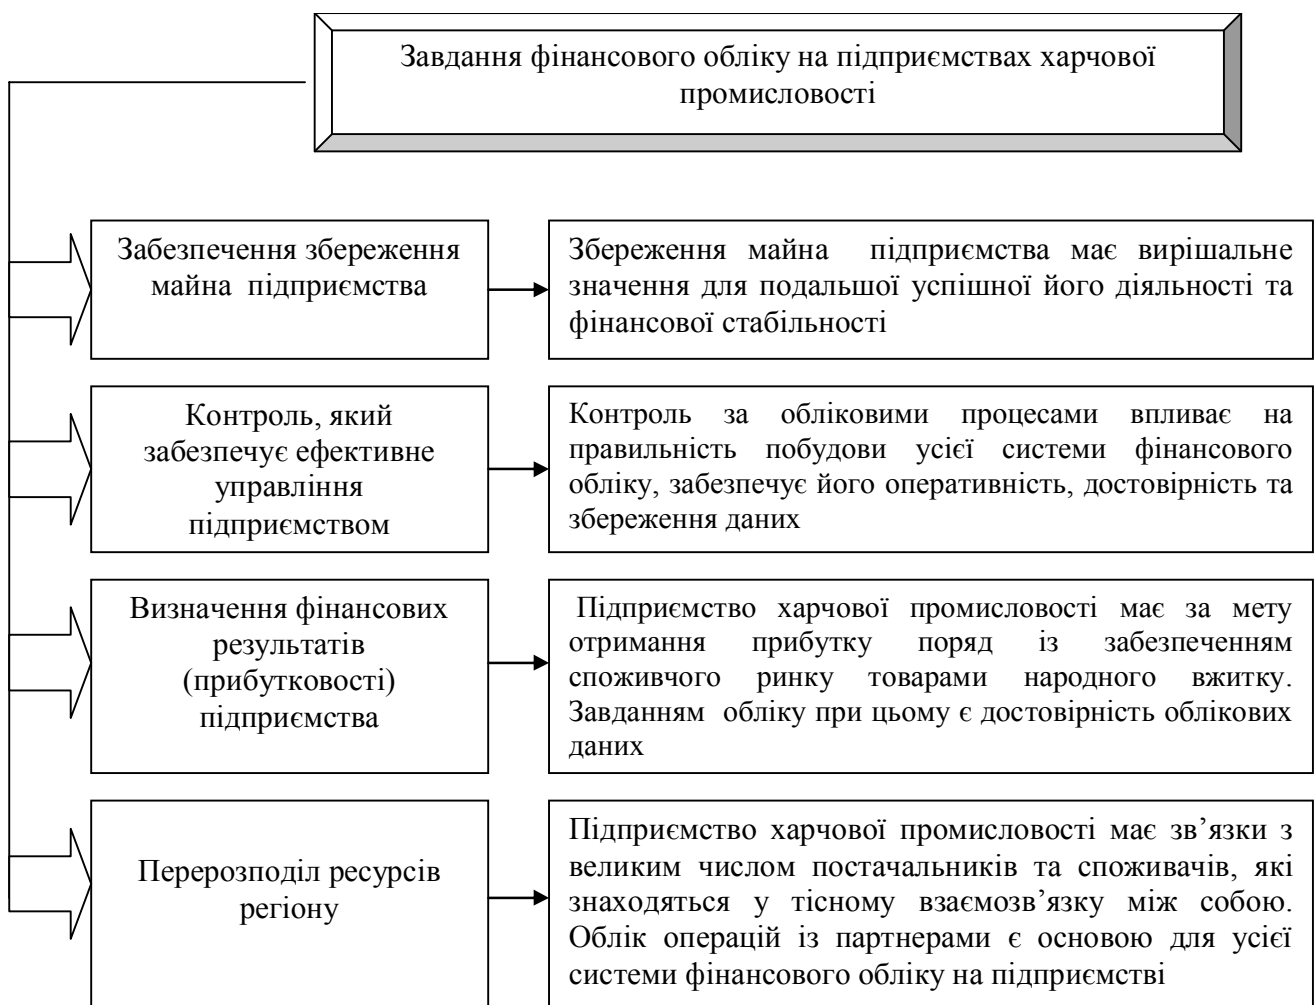 Завдання фінансового обліку на підприємствах харчової
промисловості
Забезпечення збереження
майна підприємства
Збереження майна підприємства має вирішальне
значення для подальшої успішної його діяльності та
фінансової стабільності
Контроль, який
забезпечує ефективне
управління
підприємством
Контроль за обліковими процесами впливає на
правильність побудови усієї системи фінансового
обліку, забезпечує його оперативність, достовірність та
збереження даних
Визначення фінансових
результатів
(прибутковості)
підприємства
Підприємство харчової промисловості має за мету
отримання прибутку поряд із забезпеченням
споживчого ринку товарами народного вжитку.
Завданням обліку при цьому є достовірність облікових
даних
Перерозподіл ресурсів
регіону
Підприємство харчової промисловості має зв’язки з
великим числом постачальників та споживачів, які
знаходяться у тісному взаємозв’язку між собою.
Облік операцій із партнерами є основою для усієї
системи фінансового обліку на підприємстві